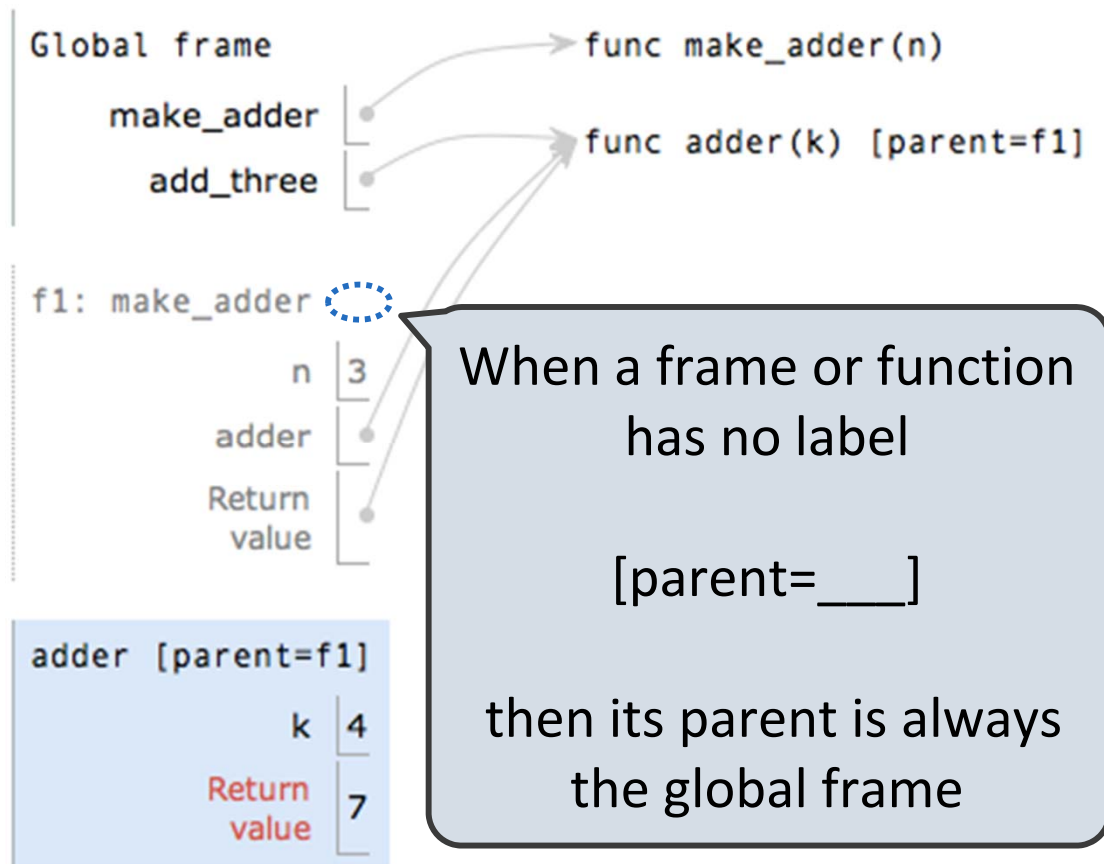 Global frame
make_adder
add_three
func make_adder(n)
func adder(k) [parent=f1]
f1: make_adder
n 3
adder
Return
value
adder [parent=f1]
k 4
Return
value 7
When a frame or function
has no label
[parent=___]
then its parent is always
the global frame